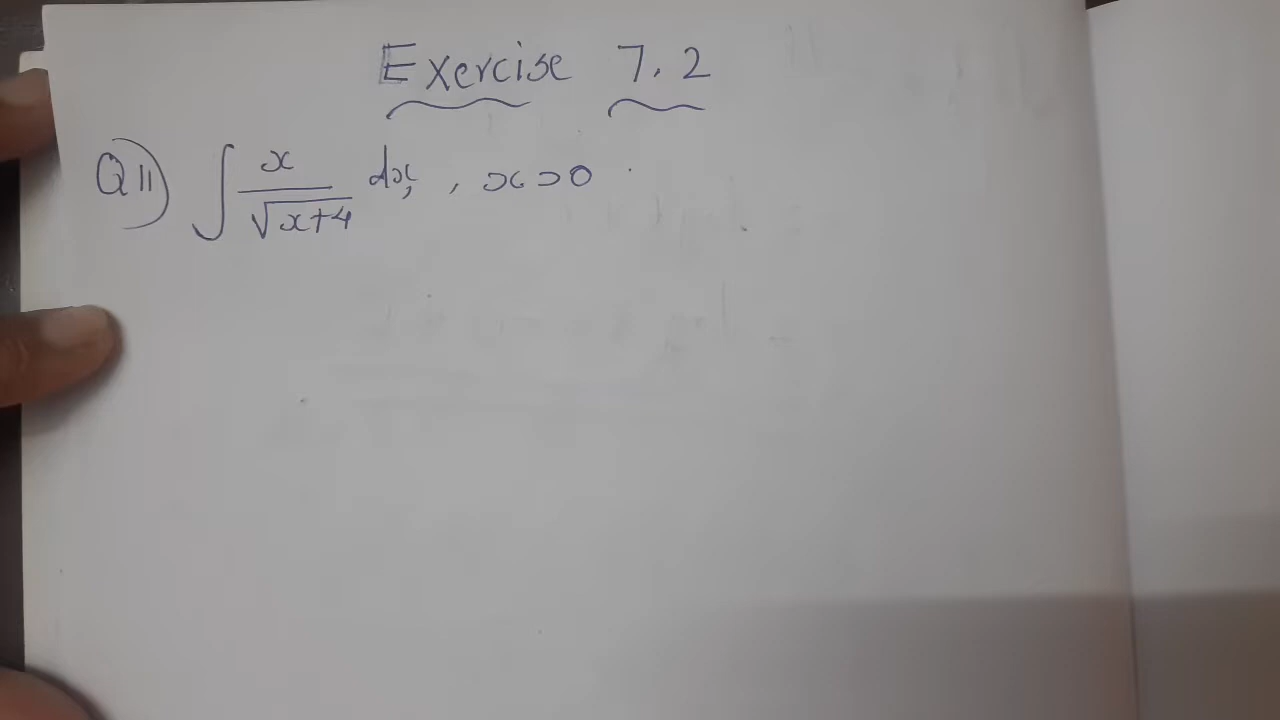 Exercise 7.2
Q11) ∫ x/√(x+4) dx; , x>0